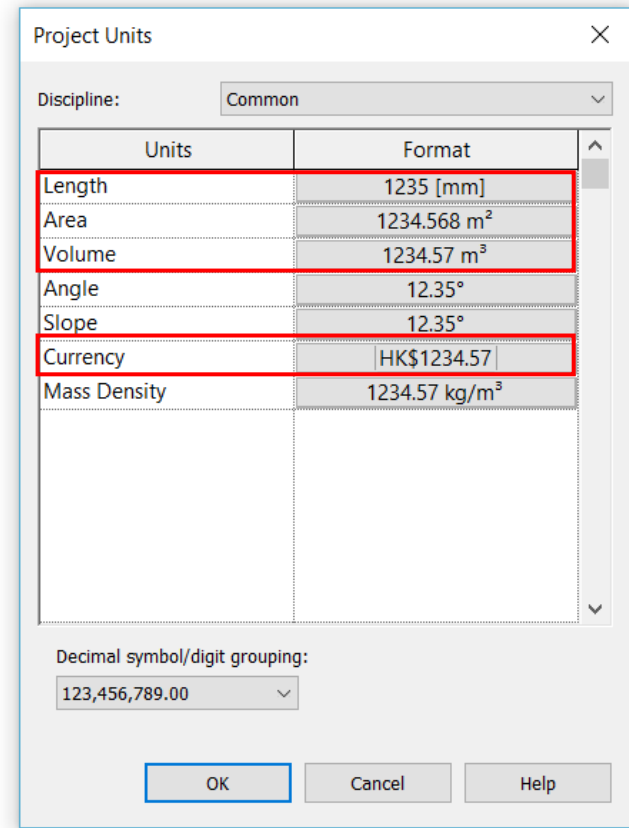 Project Units
Discipline: Common
Units Format
Length 1235 [mm]
Area 1234.568 m²
Volume 1234.57 m³
Angle 12.35°
Slope 12.35°
Currency HK$1234.57
Mass Density 1234.57 kg/m³
Decimal symbol/digit grouping:
123,456,789.00
OK Cancel Help